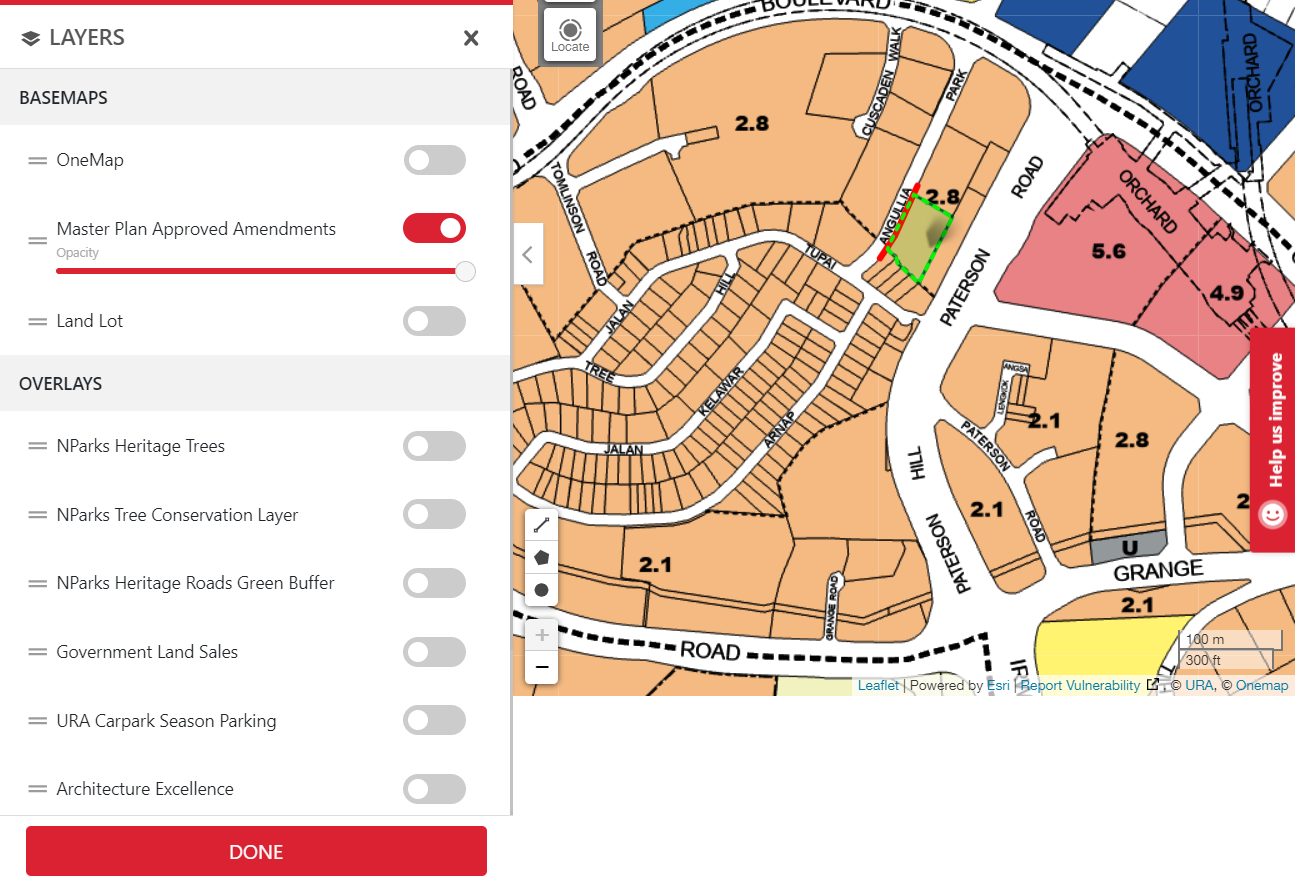 LAYERS
BASEMAPS
OneMap
Master Plan Approved Amendments
Opacity
Land Lot
OVERLAYS
NParks Heritage Trees
NParks Tree Conservation Layer
NParks Heritage Roads Green Buffer
Government Land Sales
URA Carpark Season Parking
Architecture Excellence
DONE
Locate
BOULEVARD
ROAD
CUSCADEN WALK
PARK
ORCHARD
ORCHARD
2.8
TOMLINSON
ROAD
ANGULLIA
2.8
ROAD
ORCHARD
5.6
4.9
TUPAI
HILL
JALAN
PATERSON
TREE
KELAWAR
ARNAP
JALAN
ANGSA
LENGKOK
2.1
2.8
PATERSON
ROAD
HILL
PATERSON
2.1
2.1
U
GRANGE
2.1
GRANGE ROAD
ROAD
Help us improve
+
−
100 m
300 ft
Leaflet | Powered by Esri | Report Vulnerability , © URA, © Onemap